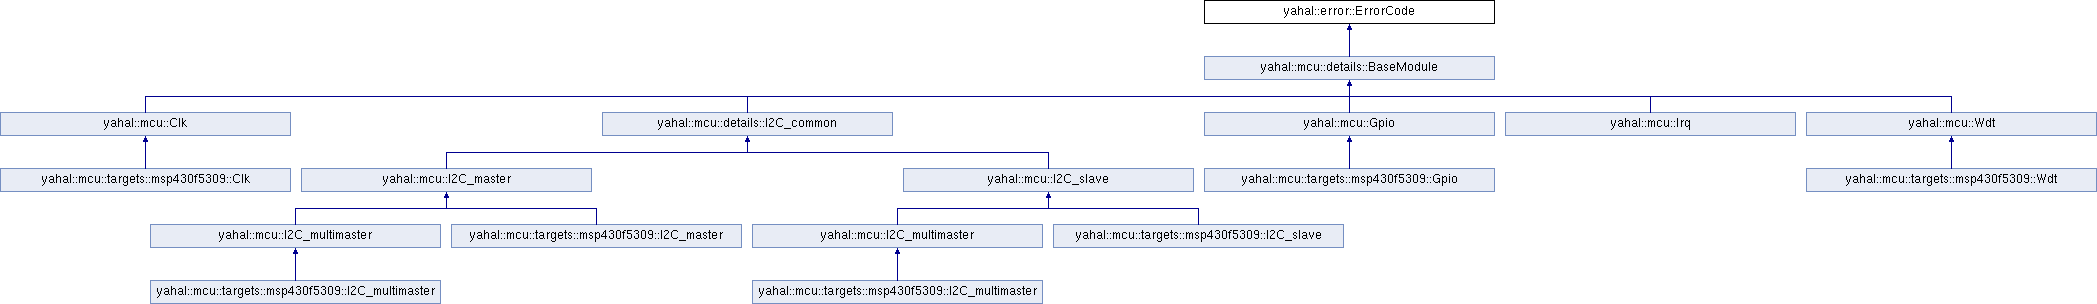 yahal::error::ErrorCode
yahal::mcu::details::BaseModule
yahal::mcu::Clk
yahal::mcu::details::I2C_common
yahal::mcu::Gpio
yahal::mcu::Irq
yahal::mcu::Wdt
yahal::mcu::targets::msp430f5309::Clk
yahal::mcu::I2C_master
yahal::mcu::I2C_slave
yahal::mcu::targets::msp430f5309::Gpio
yahal::mcu::targets::msp430f5309::Wdt
yahal::mcu::I2C_multimaster
yahal::mcu::targets::msp430f5309::I2C_master
yahal::mcu::I2C_multimaster
yahal::mcu::targets::msp430f5309::I2C_slave
yahal::mcu::targets::msp430f5309::I2C_multimaster
yahal::mcu::targets::msp430f5309::I2C_multimaster